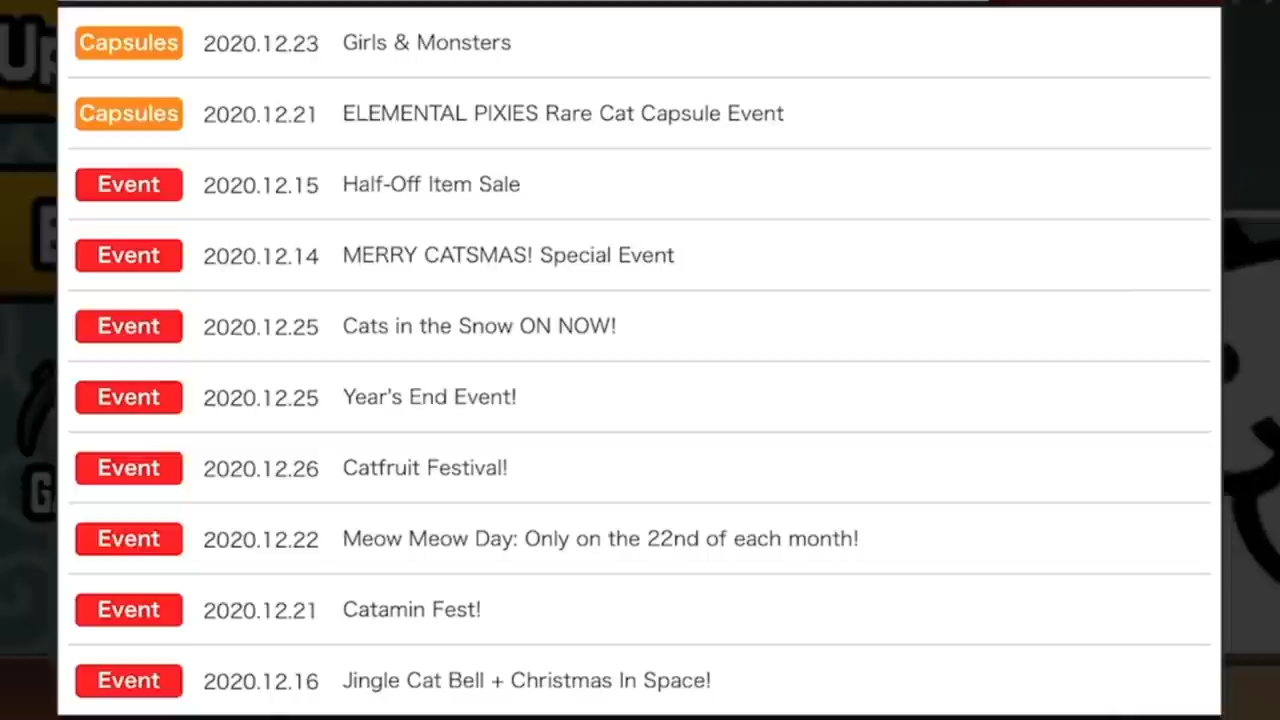 Capsules 2020.12.23 Girls & Monsters
Capsules 2020.12.21 ELEMENTAL PIXIES Rare Cat Capsule Event
Event 2020.12.15 Half-Off Item Sale
Event 2020.12.14 MERRY CATSMAS! Special Event
Event 2020.12.25 Cats in the Snow ON NOW!
Event 2020.12.25 Year's End Event!
Event 2020.12.26 Catfruit Festival!
Event 2020.12.22 Meow Meow Day: Only on the 22nd of each month!
Event 2020.12.21 Catamin Fest!
Event 2020.12.16 Jingle Cat Bell + Christmas In Space!